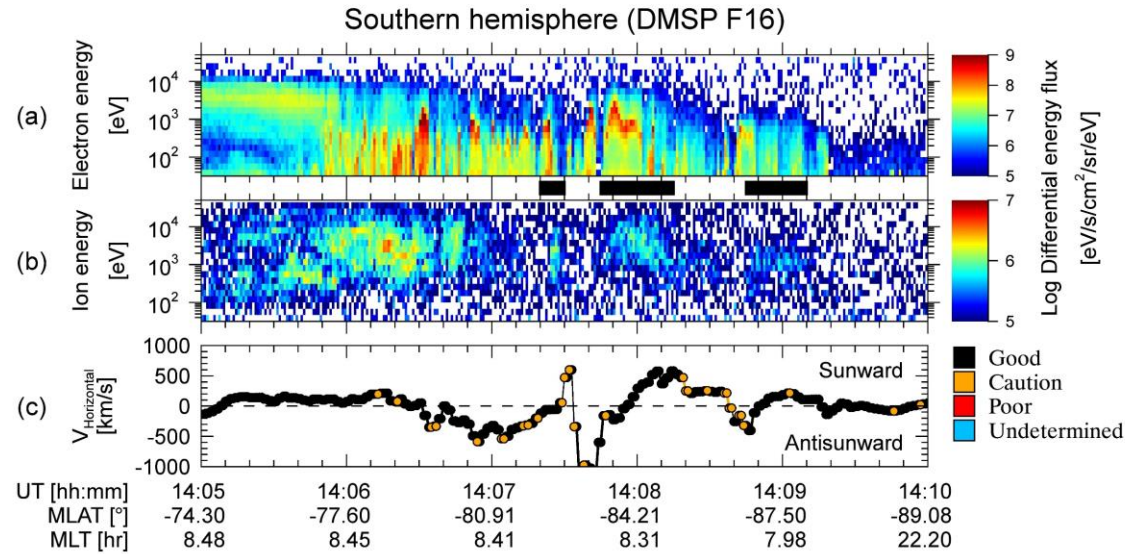 Southern hemisphere (DMSP F16)
(a)
Electron energy
[eV]
10⁴
10³
10²
9
8
7
6
5
Log Differential energy flux
[eV/s/cm²/sr/eV]
(b)
Ion energy
[eV]
10⁴
10³
10²
7
6
5
(c)
V_Horizontal
[km/s]
1000
500
0
-500
-1000
Sunward
Antisunward
Good
Caution
Poor
Undetermined
UT [hh:mm] 14:05 14:06 14:07 14:08 14:09 14:10
MLAT [°] -74.30 -77.60 -80.91 -84.21 -87.50 -89.08
MLT [hr] 8.48 8.45 8.41 8.31 7.98 22.20